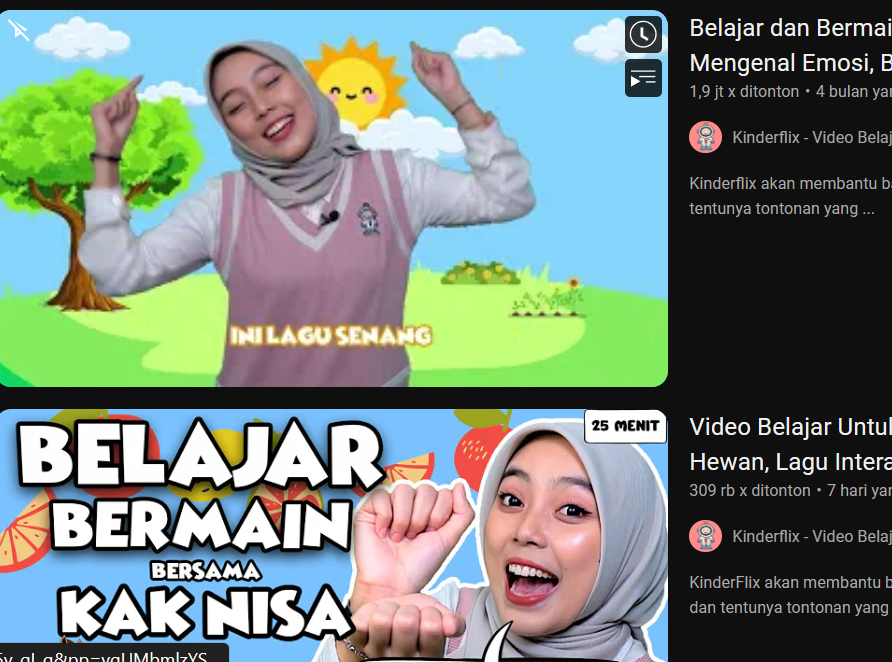 Belajar dan Bermai
Mengenal Emosi, B
1,9 jt x ditonton • 4 bulan yan
Kinderflix - Video Belaj
Kinderflix akan membantu ba
tentunya tontonan yang ...
INI LAGU SENANG
BELAJAR
BERMAIN
BERSAMA
KAK NISA
25 MENIT
Video Belajar Untuk
Hewan, Lagu Intera
309 rb x ditonton • 7 hari yan
Kinderflix - Video Belaj
KinderFlix akan membantu b
dan tentunya tontonan yang